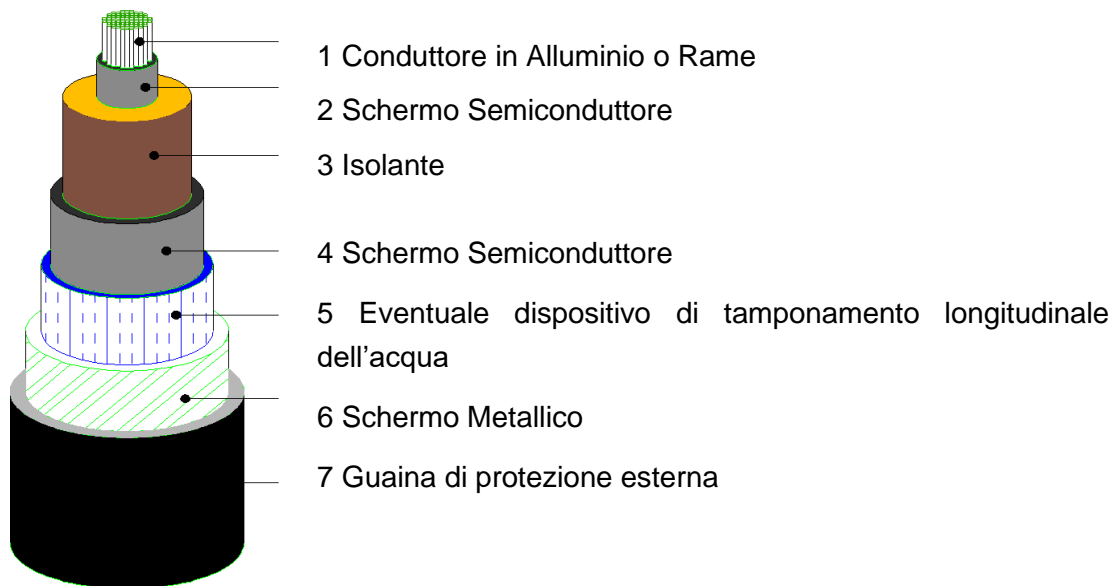 1 Conduttore in Alluminio o Rame
2 Schermo Semiconduttore
3 Isolante
4 Schermo Semiconduttore
5 Eventuale dispositivo di tamponamento longitudinale
dell’acqua
6 Schermo Metallico
7 Guaina di protezione esterna